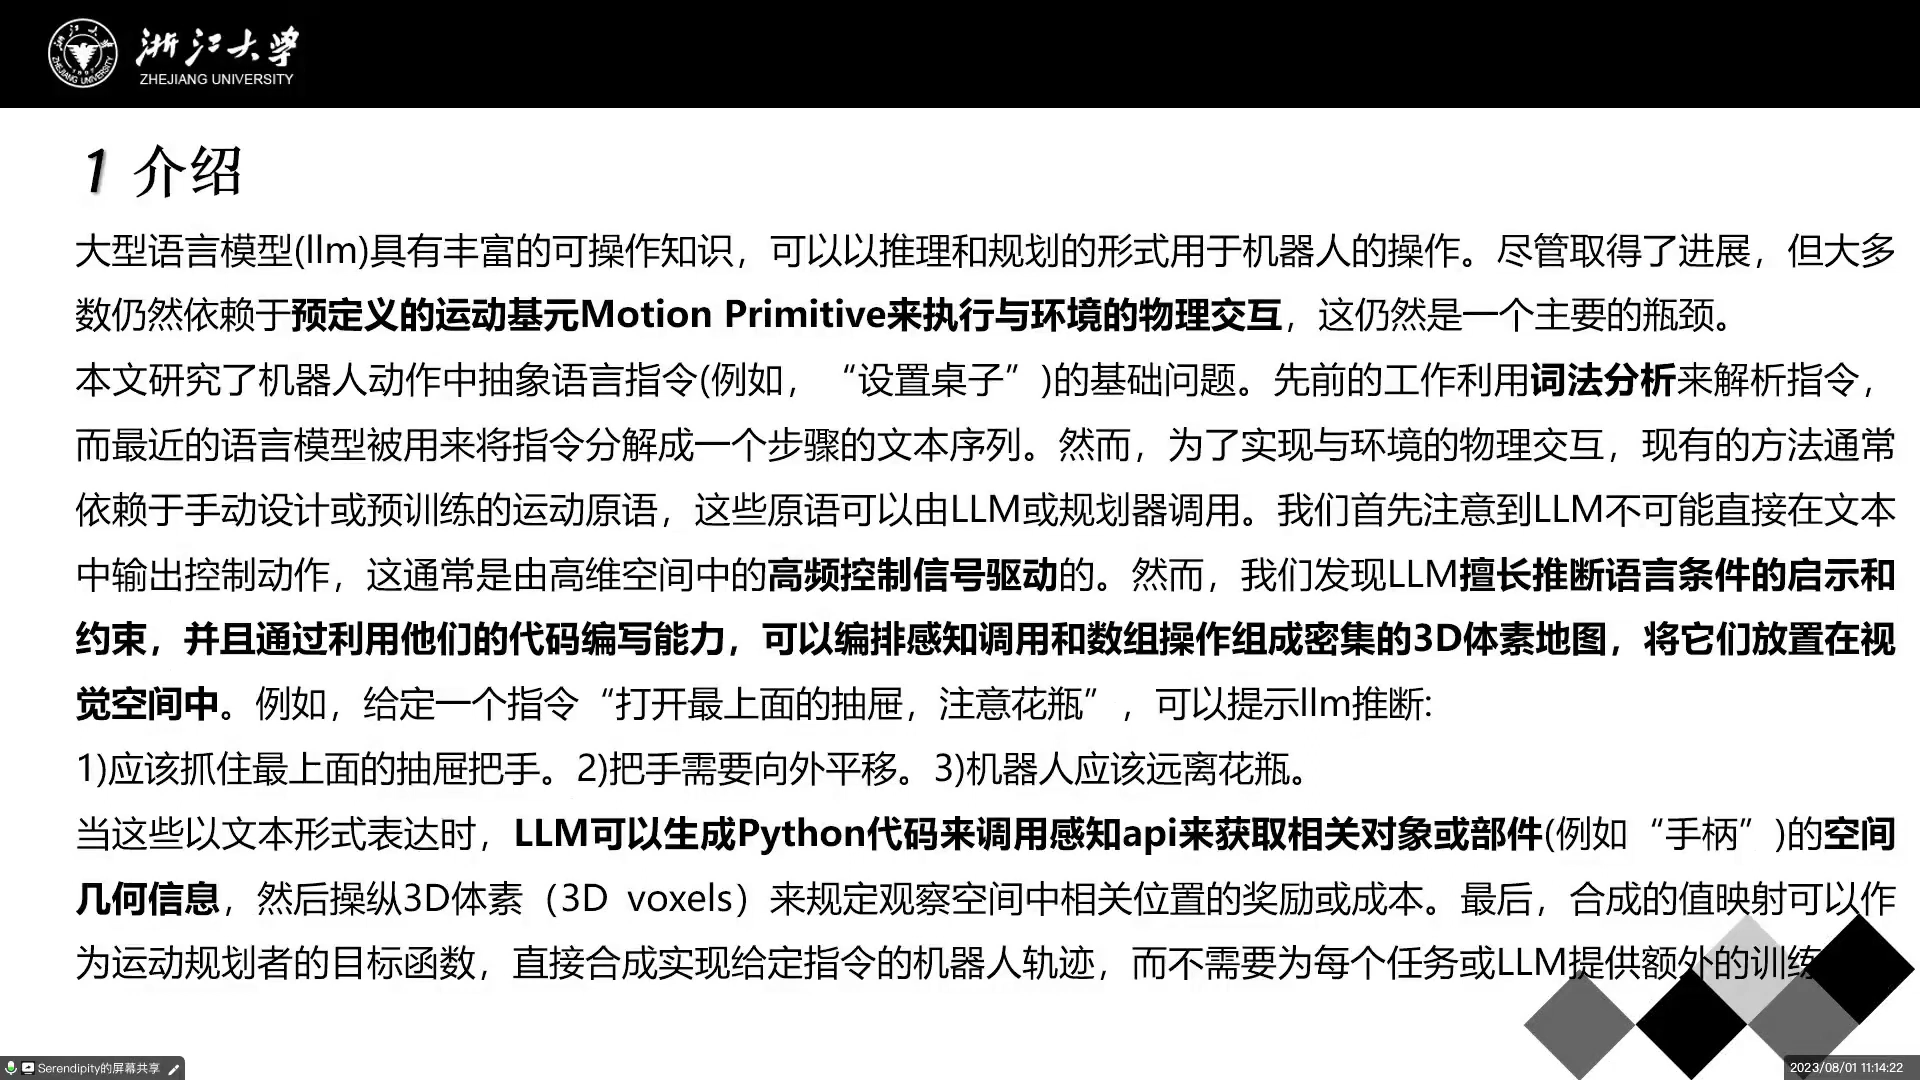 浙江大学
ZHEJIANG UNIVERSITY
1 介绍
大型语言模型(llm)具有丰富的可操作知识，可以以推理和规划的形式用于机器人的操作。尽管取得了进展，但大多
数仍然依赖于预定义的运动基元Motion Primitive来执行与环境的物理交互，这仍然是一个主要的瓶颈。
本文研究了机器人动作中抽象语言指令(例如，“设置桌子”)的基础问题。先前的工作利用词法分析来解析指令，
而最近的语言模型被用来将指令分解成一个步骤的文本序列。然而，为了实现与环境的物理交互，现有的方法通常
依赖于手动设计或预训练的运动原语，这些原语可以由LLM或规划器调用。我们首先注意到LLM不可能直接在文本
中输出控制动作，这通常是由高维空间中的高频控制信号驱动的。然而，我们发现LLM擅长推断语言条件的启示和
约束，并且通过利用他们的代码编写能力，可以编排感知调用和数组操作组成密集的3D体素地图，将它们放置在视
觉空间中。例如，给定一个指令“打开最上面的抽屉，注意花瓶”，可以提示llm推断:
1)应该抓住最上面的抽屉把手。2)把手需要向外平移。3)机器人应该远离花瓶。
当这些以文本形式表达时，LLM可以生成Python代码来调用感知api来获取相关对象或部件(例如“手柄”)的空间
几何信息，然后操纵3D体素（3D voxels）来规定观察空间中相关位置的奖励或成本。最后，合成的值映射可以作
为运动规划者的目标函数，直接合成实现给定指令的机器人轨迹，而不需要为每个任务或LLM提供额外的训练
Serendipity的屏幕共享
2023/08/01 11:14:22